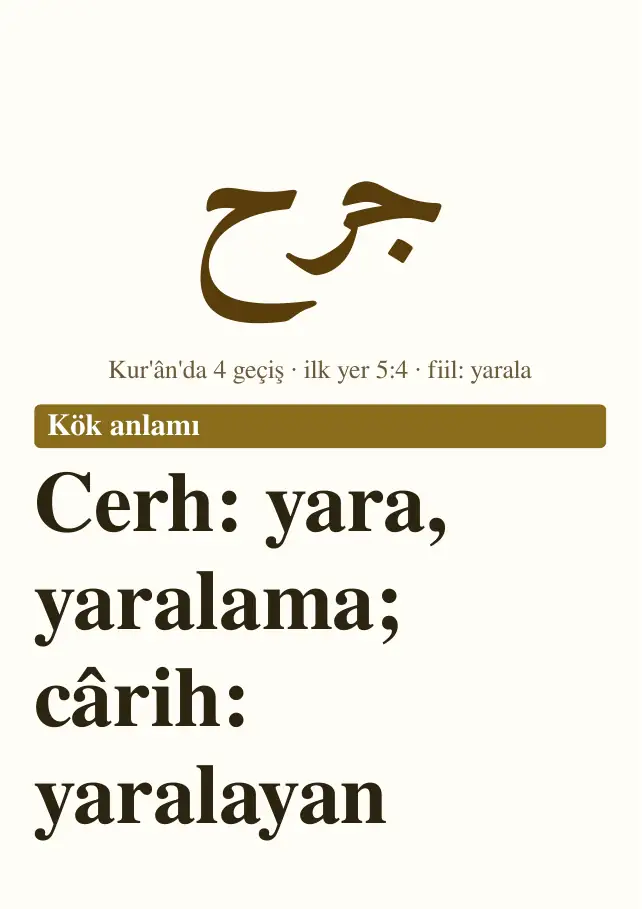 جرح
Kur'ân'da 4 geçiş · ilk yer 5:4 · fiil: yarala
Kök anlamı
Cerh: yara,
yaralama;
cârih:
yaralayan